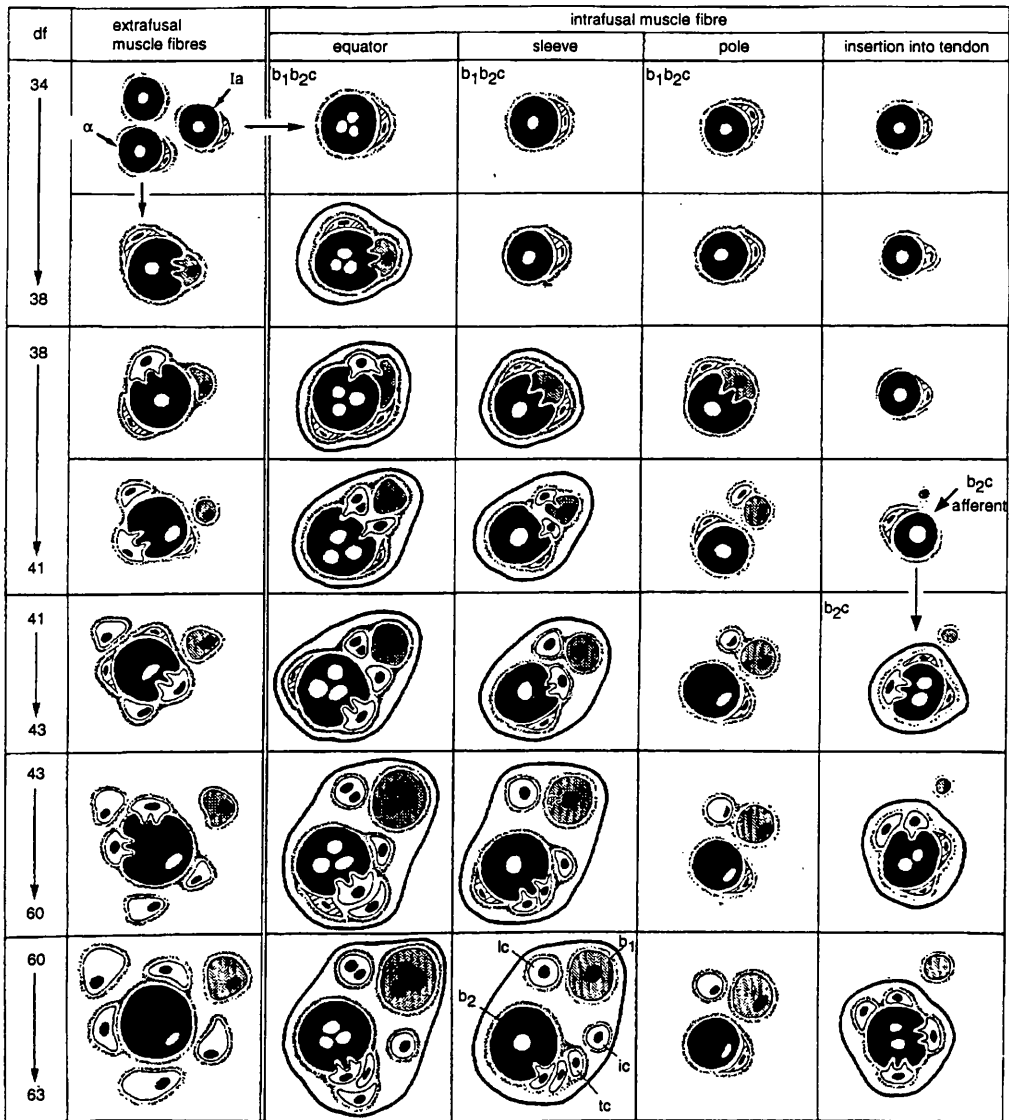 df
extrafusal
muscle fibres
intrafusal muscle fibre
equator
sleeve
pole
insertion into tendon
34
38
Ia
α
b₁b₂c
b₁b₂c
b₁b₂c
38
41
b₂c
afferent
41
43
b₂c
43
60
60
63
lc
b₁
b₂
ic
tc